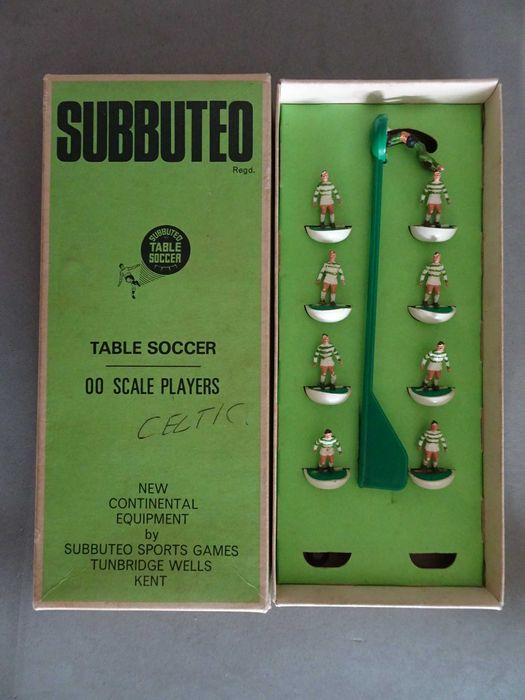 SUBBUTEO
Regd.
SUBBUTEO
TABLE
SOCCER
TABLE SOCCER
00 SCALE PLAYERS
CELTIC.
NEW
CONTINENTAL
EQUIPMENT
by
SUBBUTEO SPORTS GAMES
TUNBRIDGE WELLS
KENT